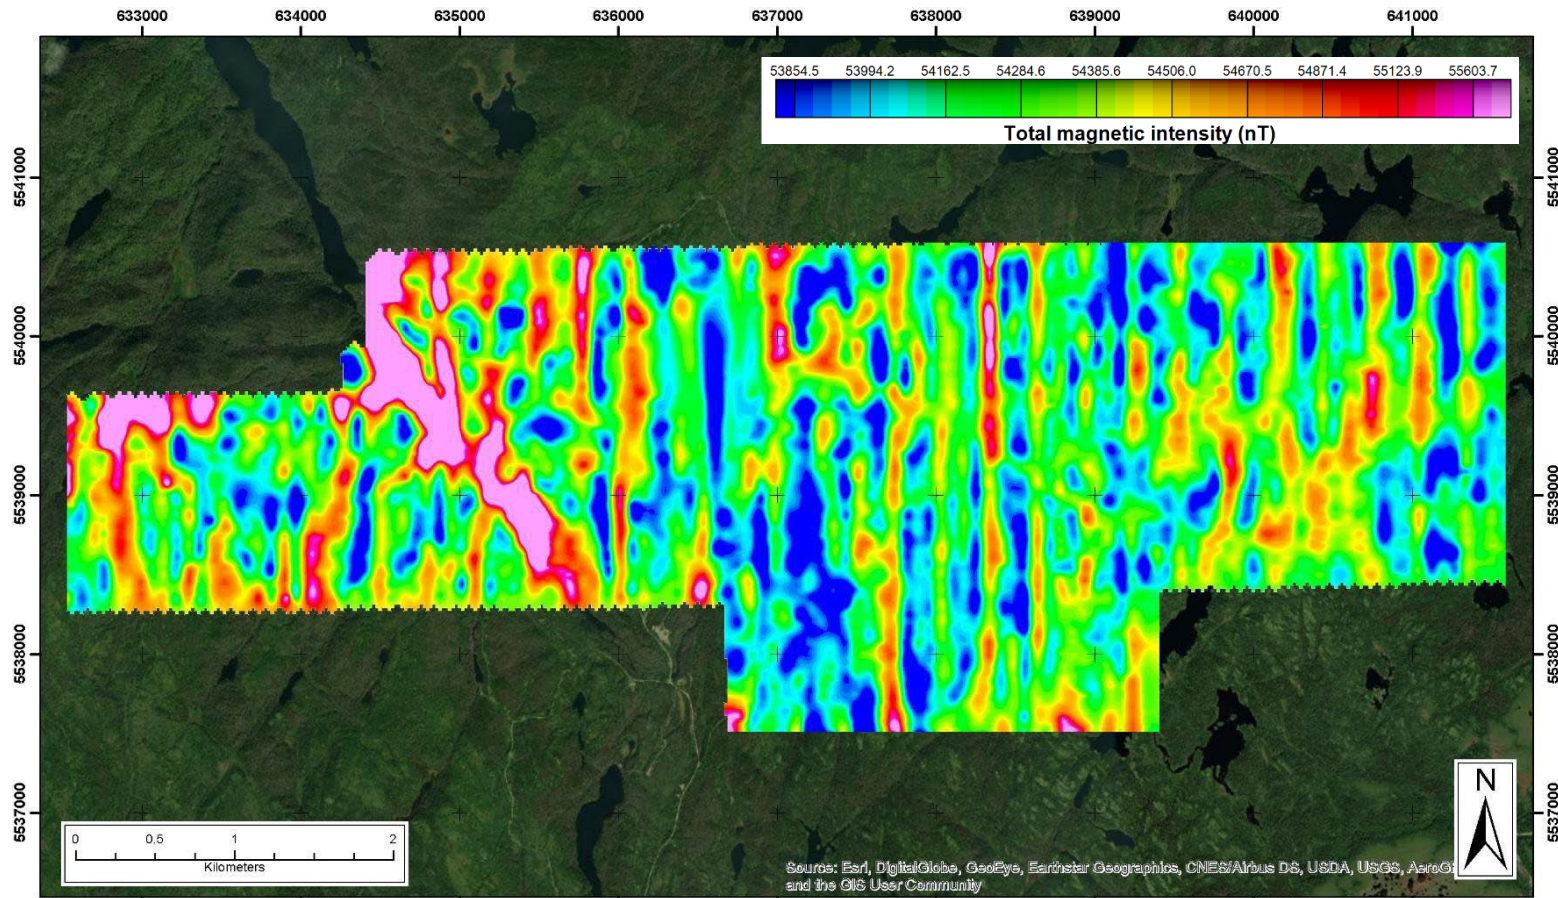 633000 634000 635000 636000 637000 638000 639000 640000 641000
53854.5 53994.2 54162.5 54284.6 54385.6 54506.0 54670.5 54871.4 55123.9 55603.7
Total magnetic intensity (nT)
5541000 5541000
5540000 5540000
5539000 5539000
5538000 5538000
5537000 5537000
N
0 0.5 1 2
Kilometers
Source: Esri, DigitalGlobe, GeoEye, Earthstar Geographics, CNES/Airbus DS, USDA, USGS,
and the GIS User Community